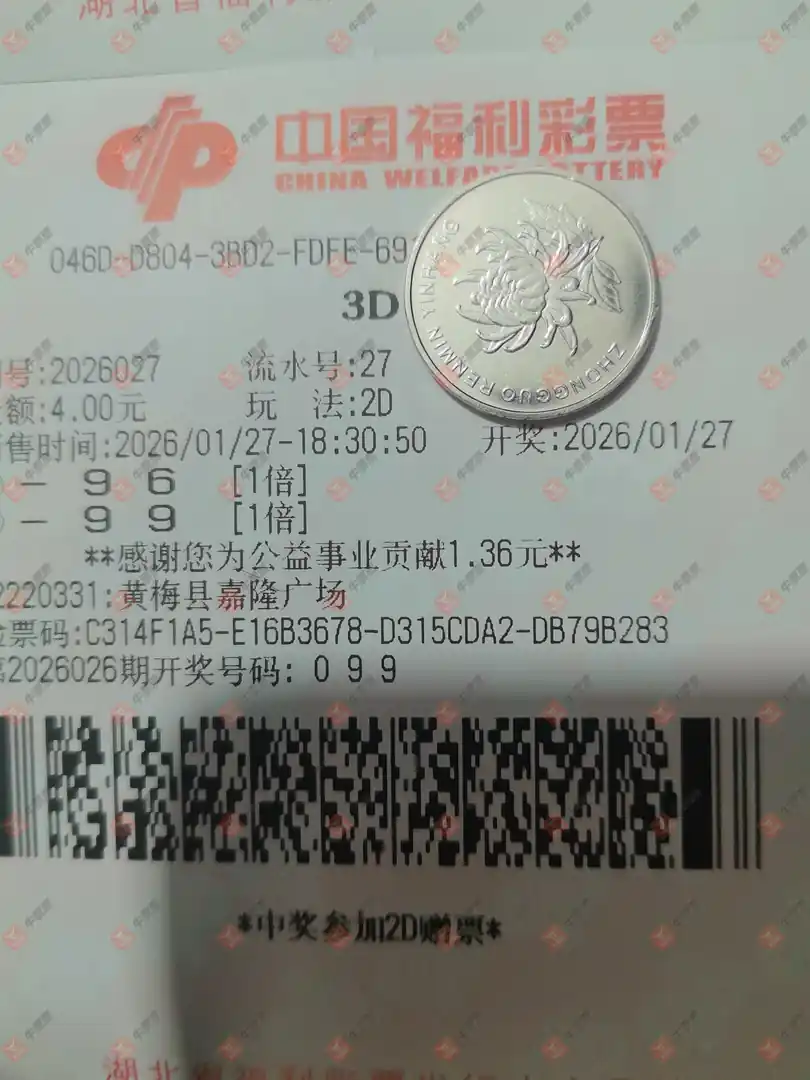 中国福利彩票
CHINA WELFARE LOTTERY
046D-D804-3BD2-FDFE-69
3D
号:2026027 流水号:27
额:4.00元 玩 法:2D
售时间:2026/01/27-18:30:50 开奖:2026/01/27
- 9 6 [1倍]
- 9 9 [1倍]
**感谢您为公益事业贡献1.36元**
2220331:黄梅县嘉隆广场
票码:C314F1A5-E16B3678-D315CDA2-DB79B283
2026026期开奖号码: 0 9 9
*中奖参加2D赠票*
ZHONGGUO RENMIN YINHANG